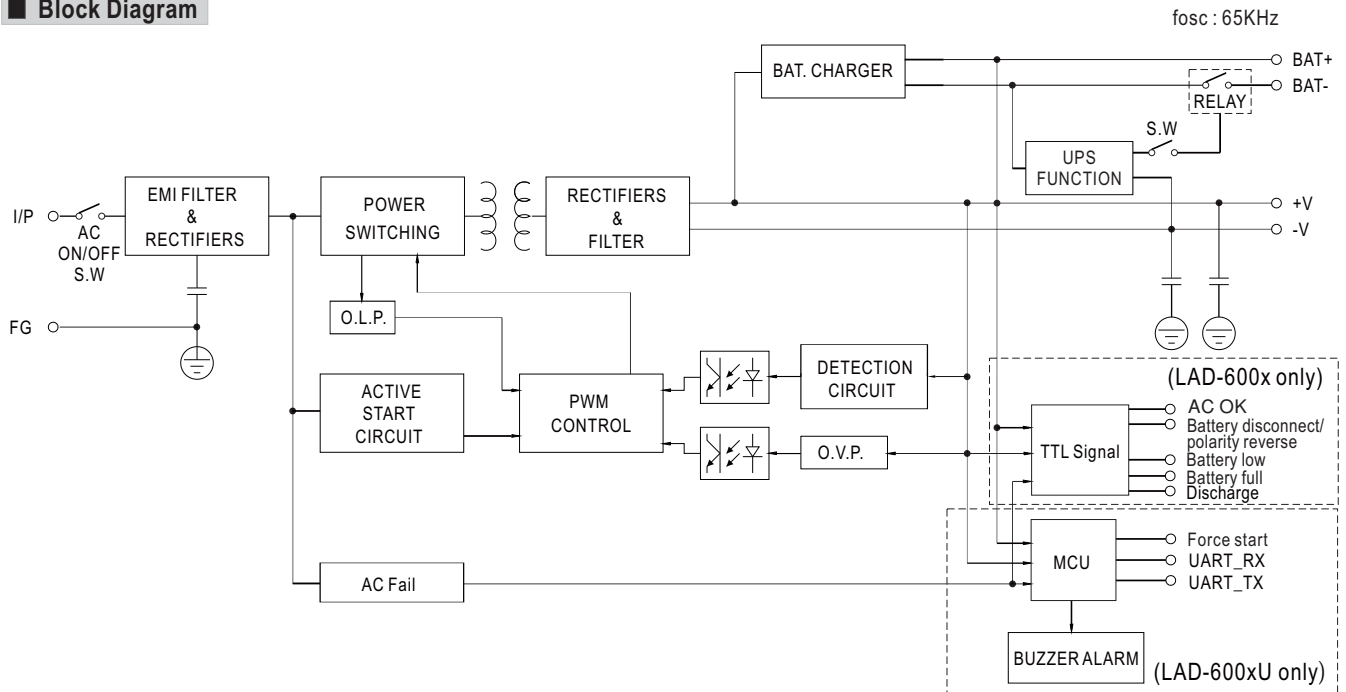 Block Diagram
fosc : 65KHz
BAT. CHARGER
BAT+
BAT-
RELAY
S.W
UPS
FUNCTION
I/P
AC
ON/OFF
S.W
EMI FILTER
&
RECTIFIERS
POWER
SWITCHING
RECTIFIERS
&
FILTER
+V
-V
FG
O.L.P.
ACTIVE
START
CIRCUIT
PWM
CONTROL
DETECTION
CIRCUIT
O.V.P.
(LAD-600x only)
TTL Signal
AC OK
Battery disconnect/
polarity reverse
Battery low
Battery full
Discharge
AC Fail
MCU
Force start
UART_RX
UART_TX
BUZZER ALARM
(LAD-600xU only)